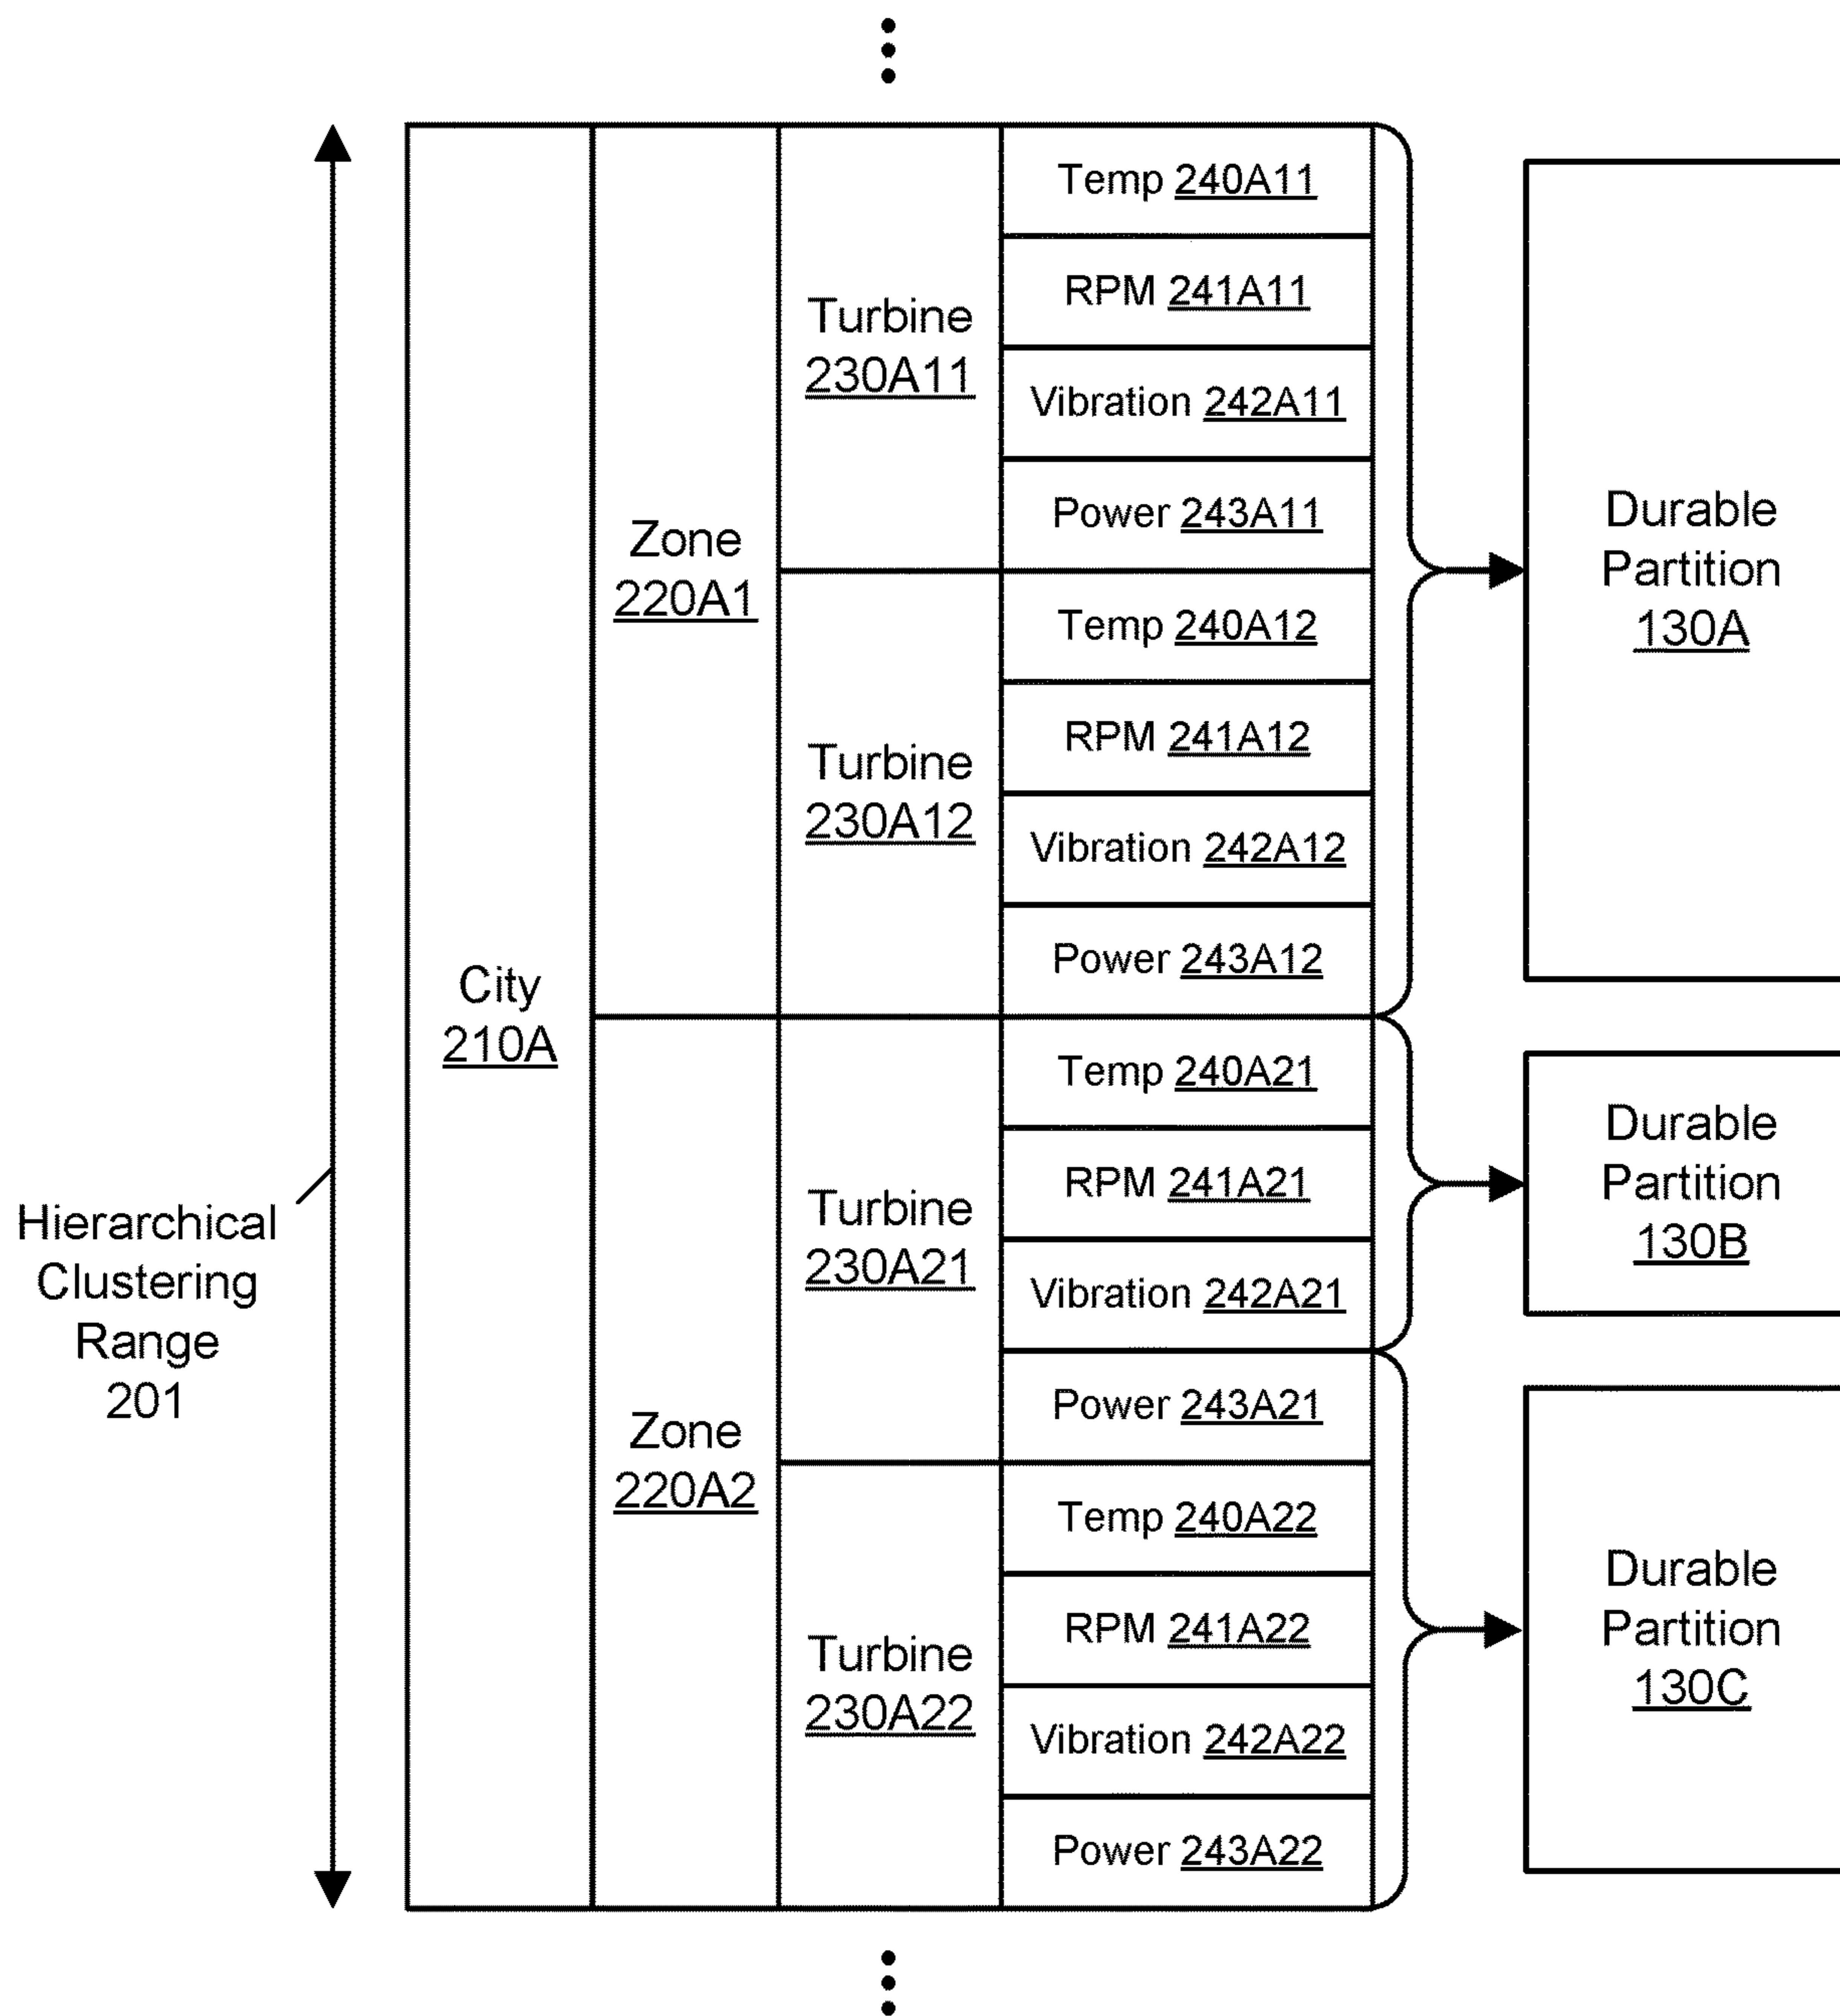 Hierarchical
Clustering
Range
201
City
210A
Zone
220A1
Turbine
230A11
Temp 240A11
RPM 241A11
Vibration 242A11
Power 243A11
Turbine
230A12
Temp 240A12
RPM 241A12
Vibration 242A12
Power 243A12
Zone
220A2
Turbine
230A21
Temp 240A21
RPM 241A21
Vibration 242A21
Power 243A21
Turbine
230A22
Temp 240A22
RPM 241A22
Vibration 242A22
Power 243A22
Durable
Partition
130A
Durable
Partition
130B
Durable
Partition
130C